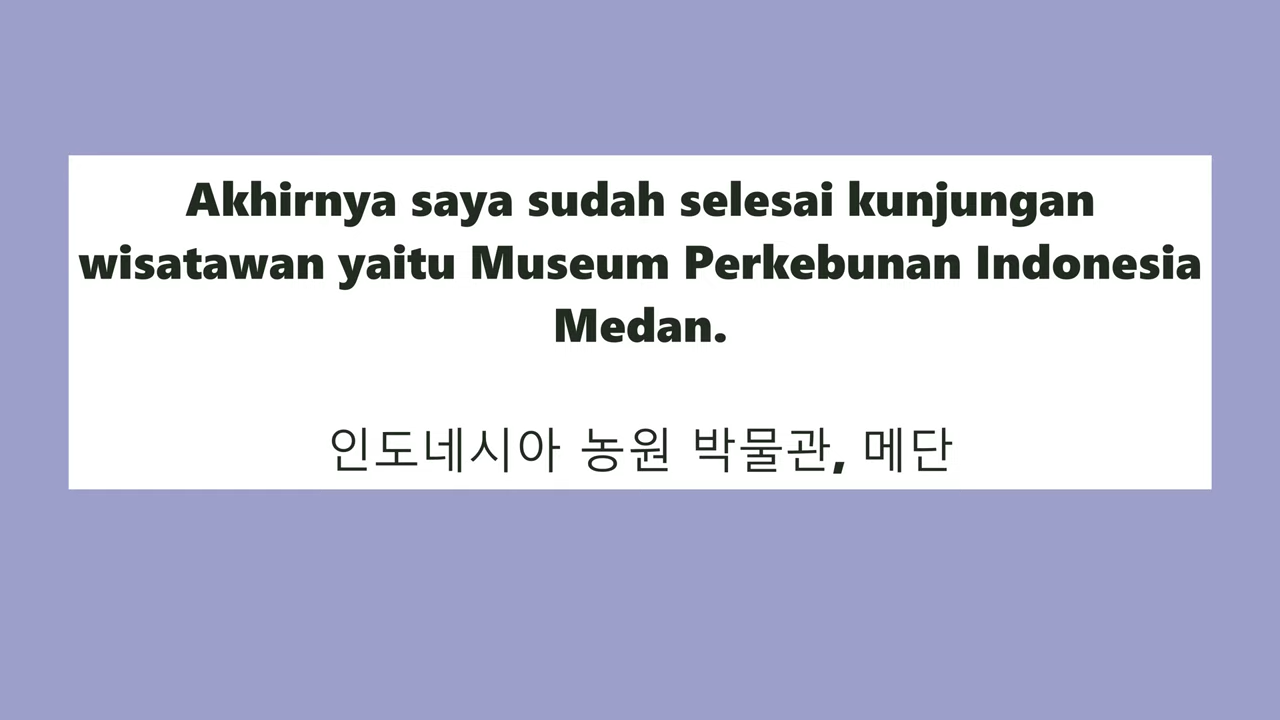 Akhirnya saya sudah selesai kunjungan
wisatawan yaitu Museum Perkebunan Indonesia
Medan.
인도네시아 농원 박물관, 메단